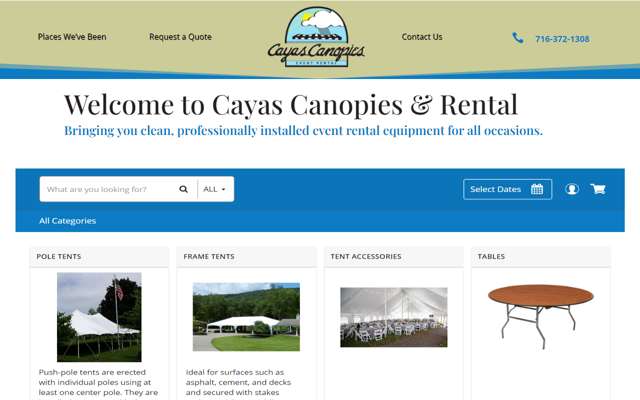 Places We've Been
Request a Quote
Cayas Canopies
EVENT RENTAL
Contact Us
716-372-1308
Welcome to Cayas Canopies & Rental
Bringing you clean, professionally installed event rental equipment for all occasions.
What are you looking for?
ALL
Select Dates
All Categories
POLE TENTS
FRAME TENTS
TENT ACCESSORIES
TABLES
Push-pole tents are erected
with individual poles using at
least one center pole. They are
Ideal for surfaces such as
asphalt, cement, and decks
and secured with stakes